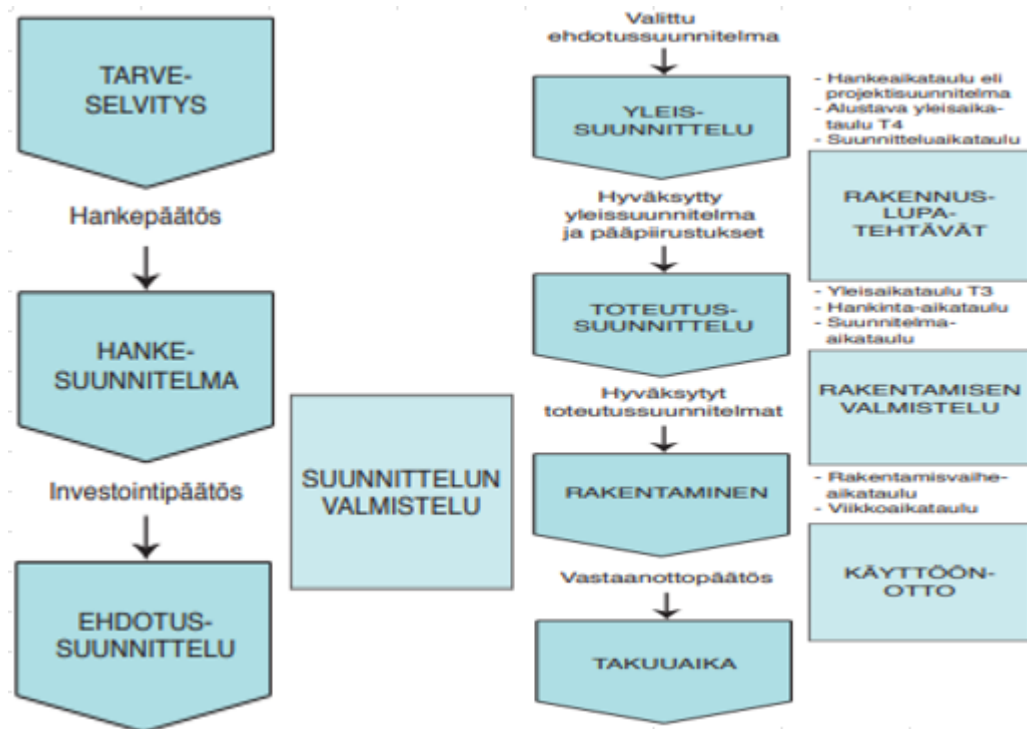 TARVE-
SELVITYS
Hankepäätös
HANKE-
SUUNNITELMA
Investointipäätös
EHDOTUS-
SUUNNITTELU
SUUNNITTELUN
VALMISTELU
Valittu
ehdotussuunnitelma
YLEIS-
SUUNNITTELU
Hyväksytty
yleissuunnitelma
ja pääpiirustukset
TOTEUTUS-
SUUNNITTELU
Hyväksytyt
toteutussuunnitelmat
RAKENTAMINEN
Vastaanottopäätös
TAKUUAIKA
- Hankeaikataulu eli
projektisuunnitelma
- Alustava yleisaika-
taulu T4
- Suunnitteluaikataulu
RAKENNUS-
LUPA-
TEHTÄVÄT
- Yleisaikataulu T3
- Hankinta-aikataulu
- Suunnitelma-
aikataulu
RAKENTAMISEN
VALMISTELU
- Rakentamisvaihe-
aikataulu
- Viikkoaikataulu
KÄYTTÖÖN-
OTTO